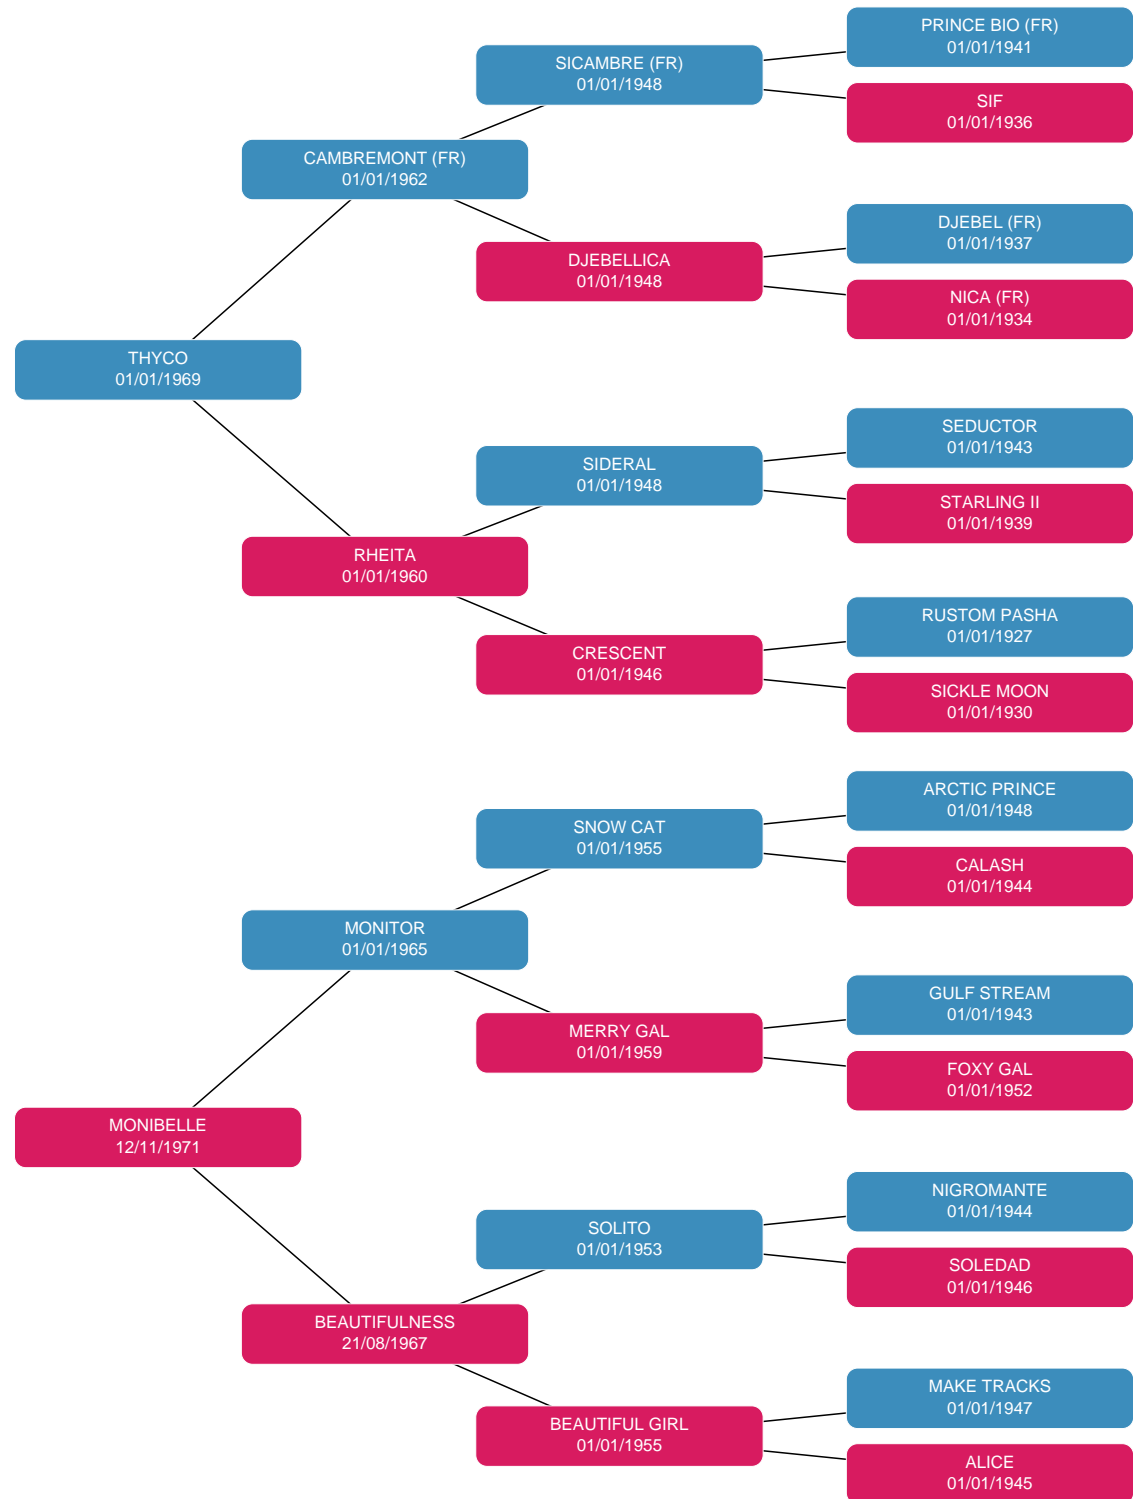 PRINCE BIO (FR)
01/01/1941
SICAMBRE (FR)
01/01/1948
SIF
01/01/1936
CAMBREMONT (FR)
01/01/1962
DJEBEL (FR)
01/01/1937
DJEBELLICA
01/01/1948
NICA (FR)
01/01/1934
THYCO
01/01/1969
SEDUCTOR
01/01/1943
SIDERAL
01/01/1948
STARLING II
01/01/1939
RHEITA
01/01/1960
RUSTOM PASHA
01/01/1927
CRESCENT
01/01/1946
SICKLE MOON
01/01/1930
ARCTIC PRINCE
01/01/1948
SNOW CAT
01/01/1955
CALASH
01/01/1944
MONITOR
01/01/1965
GULF STREAM
01/01/1943
MERRY GAL
01/01/1959
FOXY GAL
01/01/1952
MONIBELLE
12/11/1971
NIGROMANTE
01/01/1944
SOLITO
01/01/1953
SOLEDAD
01/01/1946
BEAUTIFULNESS
21/08/1967
MAKE TRACKS
01/01/1947
BEAUTIFUL GIRL
01/01/1955
ALICE
01/01/1945